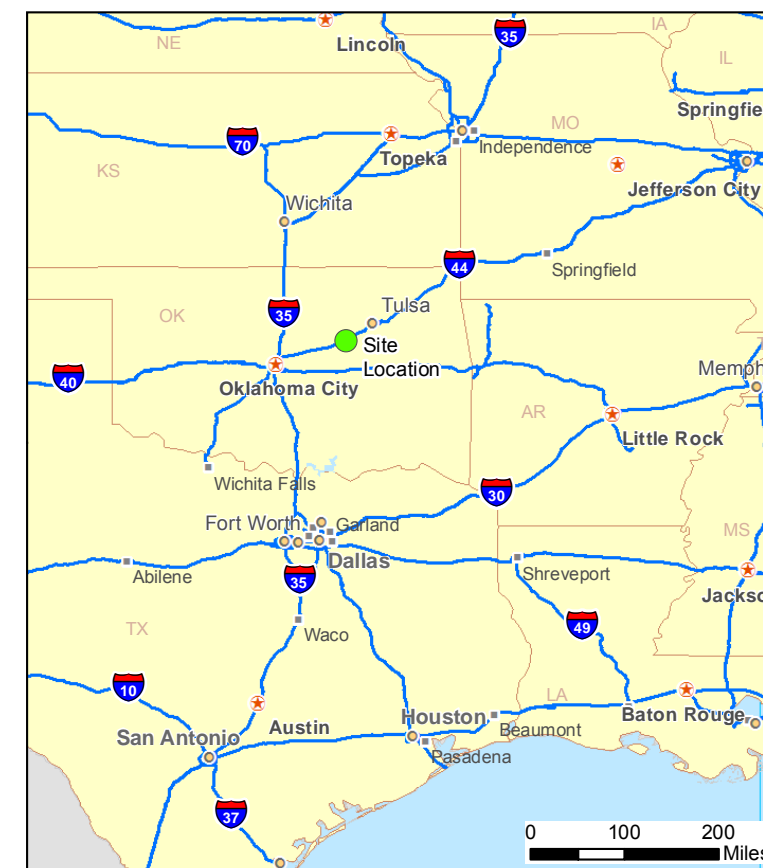 IA
NE
Lincoln
35
IL
Springfie
MO
70
Topeka
Independence
KS
Jefferson City
Wichita
44
Springfield
OK
35
Tulsa
Site
Location
40
Oklahoma City
Memph
AR
Little Rock
Wichita Falls
30
Fort Worth
Garland
MS
Dallas
Abilene
35
Shreveport
Jackso
TX
Waco
49
10
LA
Austin
Houston
Baton Rouge
San Antonio
Beaumont
Pasadena
37
0 100 200
Miles